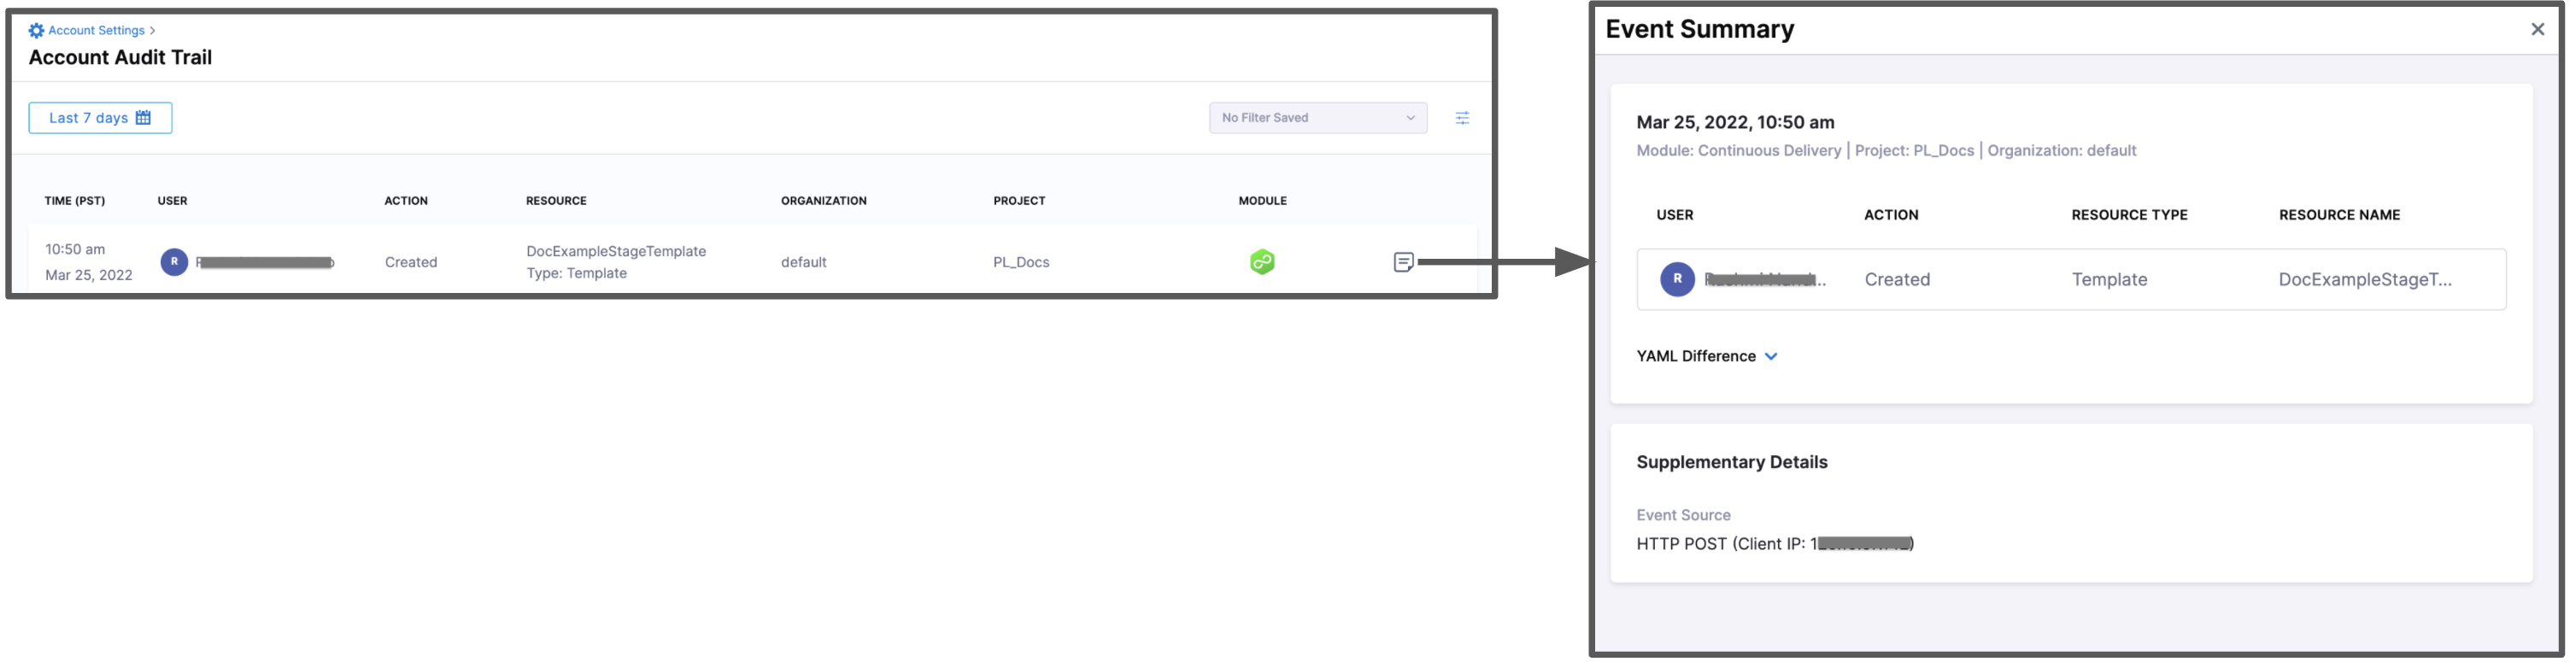 Account Settings >
Account Audit Trail
Last 7 days
No Filter Saved
TIME (PST) USER ACTION RESOURCE ORGANIZATION PROJECT MODULE
10:50 am
Mar 25, 2022
R
Created
DocExampleStageTemplate
Type: Template
default
PL_Docs
Event Summary
Mar 25, 2022, 10:50 am
Module: Continuous Delivery | Project: PL_Docs | Organization: default
USER ACTION RESOURCE TYPE RESOURCE NAME
R Created Template DocExampleStageT...
YAML Difference
Supplementary Details
Event Source
HTTP POST (Client IP: 1